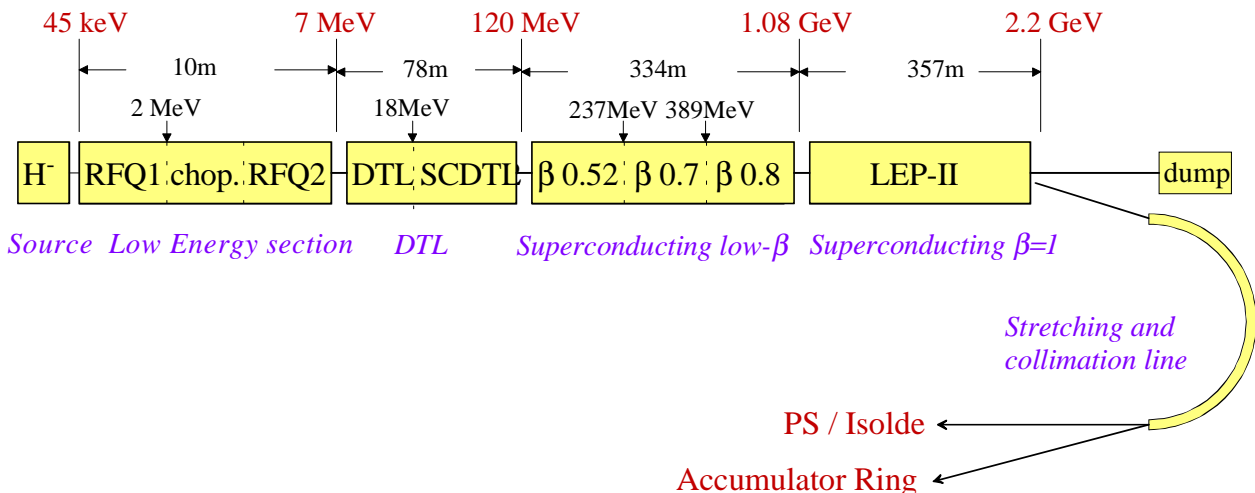 45 keV 7 MeV 120 MeV 1.08 GeV 2.2 GeV
10m 78m 334m 357m
2 MeV 18MeV 237MeV 389MeV
H⁻ RFQ1 chop. RFQ2 DTL SCDTL β 0.52 β 0.7 β 0.8 LEP-II dump
Source Low Energy section DTL Superconducting low-β Superconducting β=1
Stretching and
collimation line
PS / Isolde
Accumulator Ring